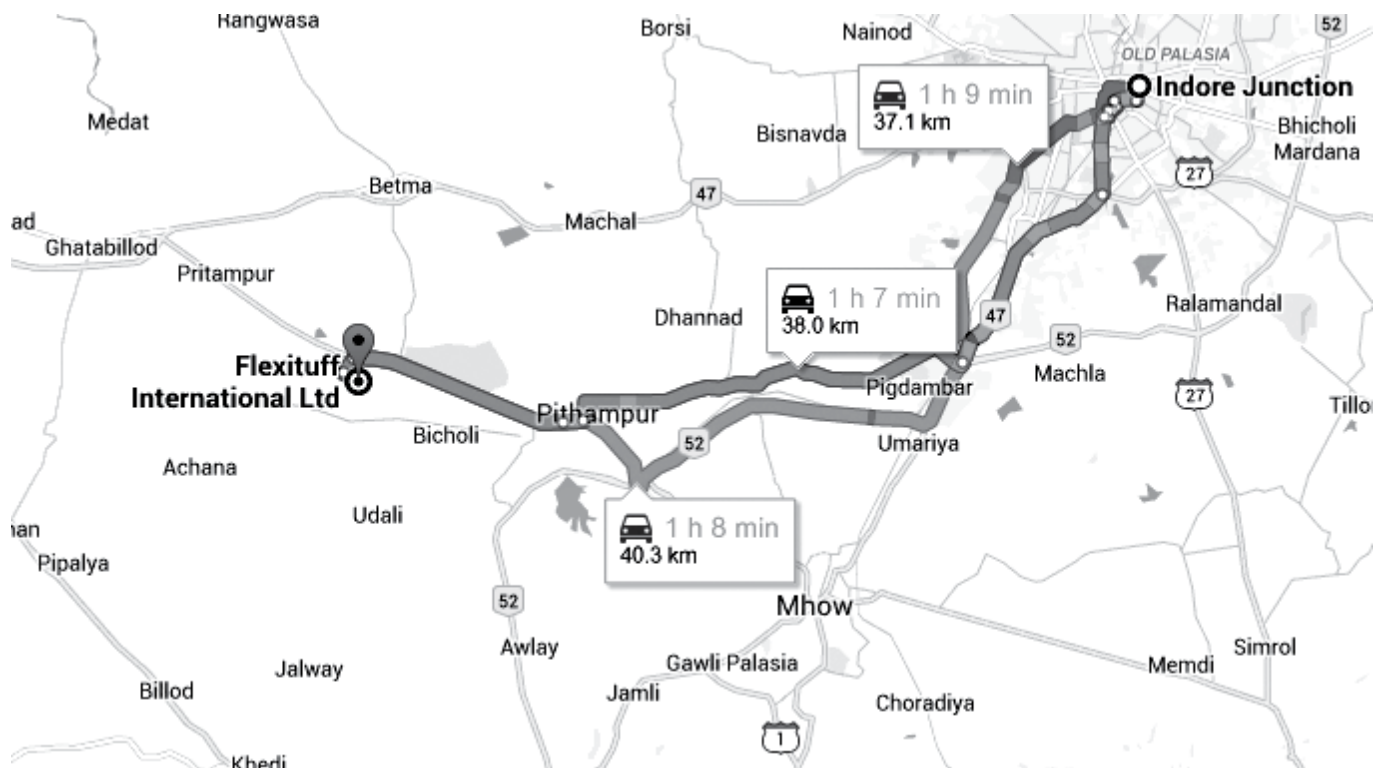 Rangwasa
Borsi
Nainod
52
OLD PALASIA
Indore Junction
1 h 9 min
37.1 km
Medat
Bisnavda
Bhicholi
Mardana
27
Betma
47
Machal
ad
Ghatabillod
Pritampur
1 h 7 min
38.0 km
Dhannad
47
Ralamandal
52
Flexituff
International Ltd
Pigdambar
Machla
27
Pithampur
Tillo
Bicholi
52
Umariya
Achana
Udali
1 h 8 min
40.3 km
nan
Pipalya
52
Mhow
Awlay
Gawli Palasia
Simrol
Memdi
Jalway
Billod
Jamli
Choradiya
1
Khedi